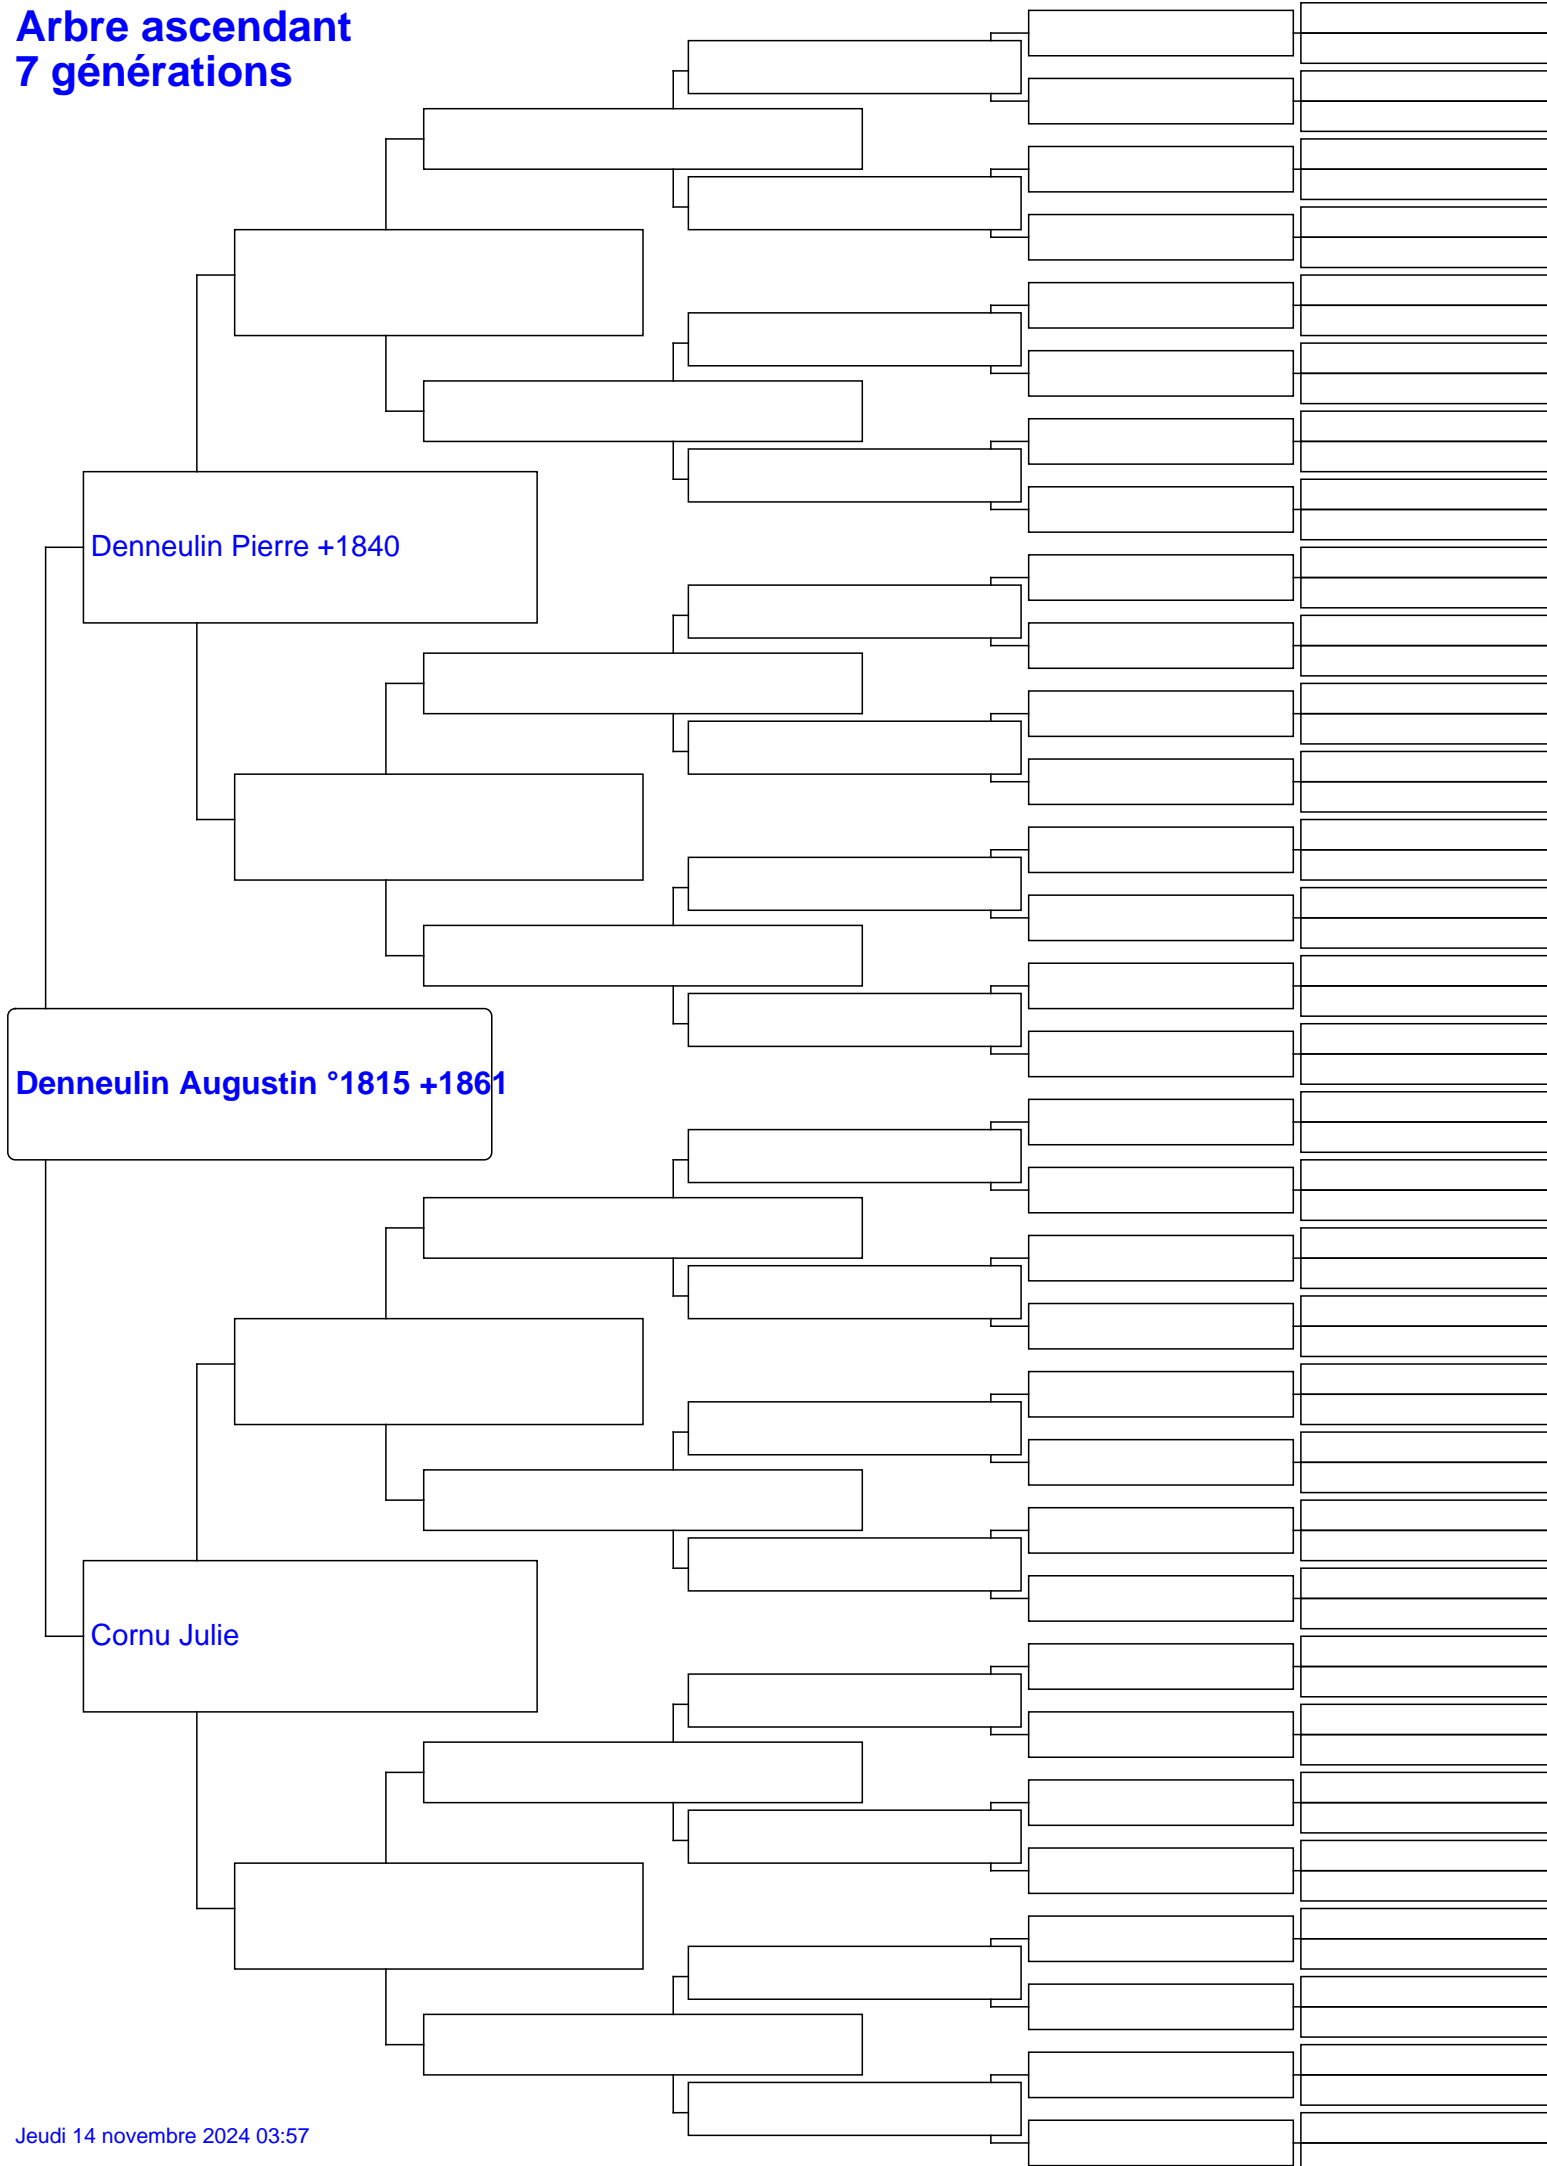 Arbre ascendant
7 générations
Denneulin Pierre +1840
Denneulin Augustin °1815 +1861
Cornu Julie
Jeudi 14 novembre 2024 03:57